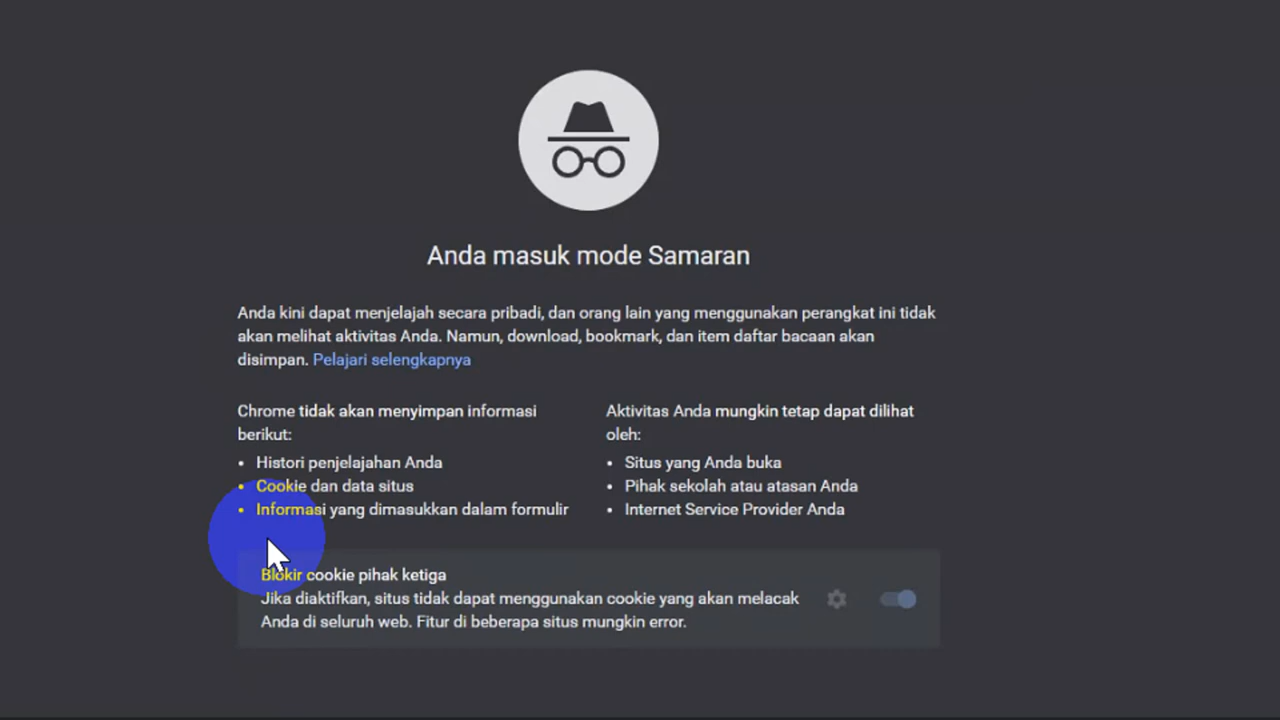 Anda masuk mode Samaran
Anda kini dapat menjelajah secara pribadi, dan orang lain yang menggunakan perangkat ini tidak
akan melihat aktivitas Anda. Namun, download, bookmark, dan item daftar bacaan akan
disimpan. Pelajari selengkapnya
Chrome tidak akan menyimpan informasi
berikut:
• Histori penjelajahan Anda
• Cookie dan data situs
• Informasi yang dimasukkan dalam formulir
Aktivitas Anda mungkin tetap dapat dilihat
oleh:
• Situs yang Anda buka
• Pihak sekolah atau atasan Anda
• Internet Service Provider Anda
Blokir cookie pihak ketiga
Jika diaktifkan, situs tidak dapat menggunakan cookie yang akan melacak
Anda di seluruh web. Fitur di beberapa situs mungkin error.